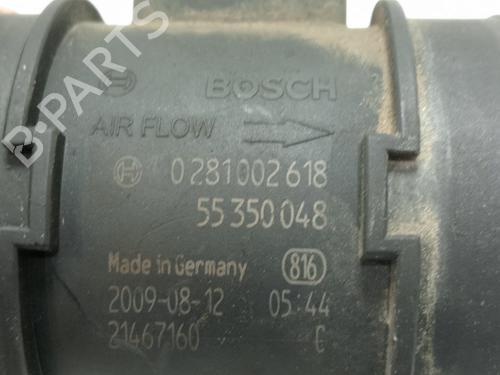 BOSCH
AIR FLOW
0 281 002 618
55 350 048
Made in Germany 816
2009-08-12 05:44
21467160 C
B-PARTS